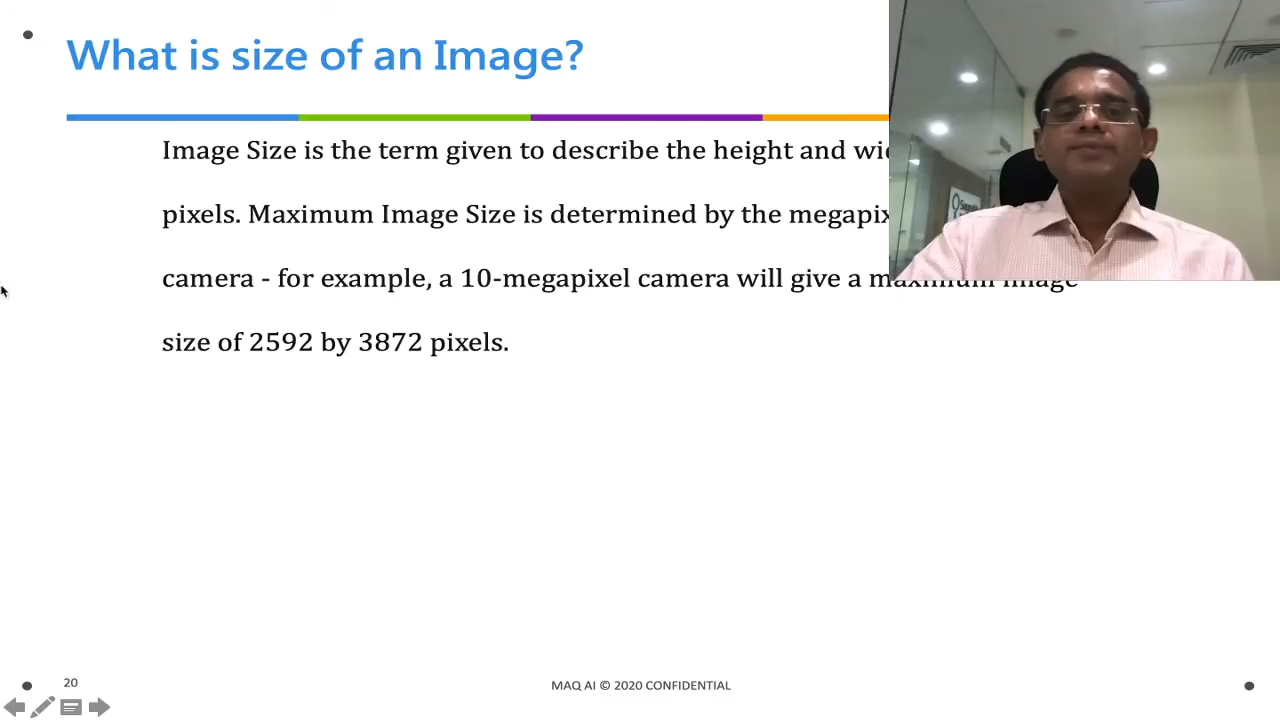 What is size of an Image?
Image Size is the term given to describe the height and
pixels. Maximum Image Size is determined by the
camera - for example, a 10-megapixel camera will give a maximum image
size of 2592 by 3872 pixels.
20
MAQ AI © 2020 CONFIDENTIAL